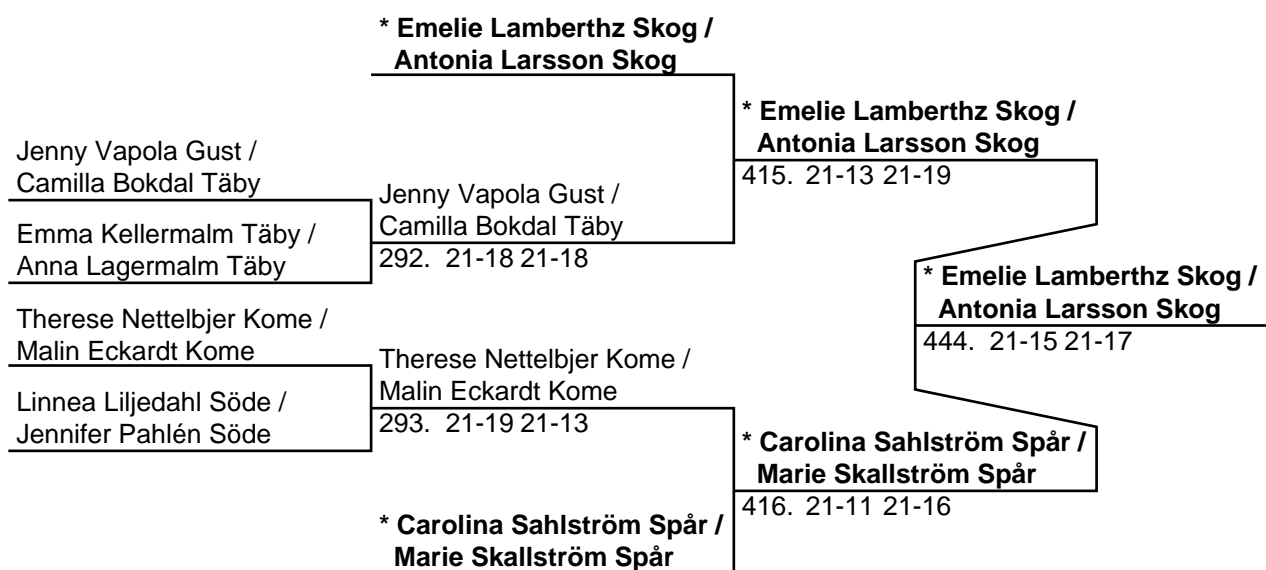 * Emelie Lamberthz Skog /
Antonia Larsson Skog
* Emelie Lamberthz Skog /
Antonia Larsson Skog
415. 21-13 21-19
Jenny Vapola Gust /
Camilla Bokdal Täby
Jenny Vapola Gust /
Camilla Bokdal Täby
292. 21-18 21-18
Emma Kellermalm Täby /
Anna Lagermalm Täby
* Emelie Lamberthz Skog /
Antonia Larsson Skog
444. 21-15 21-17
Therese Nettelbjer Kome /
Malin Eckardt Kome
Therese Nettelbjer Kome /
Malin Eckardt Kome
293. 21-19 21-13
Linnea Liljedahl Söde /
Jennifer Pahlén Söde
* Carolina Sahlström Spår /
Marie Skallström Spår
416. 21-11 21-16
* Carolina Sahlström Spår /
Marie Skallström Spår